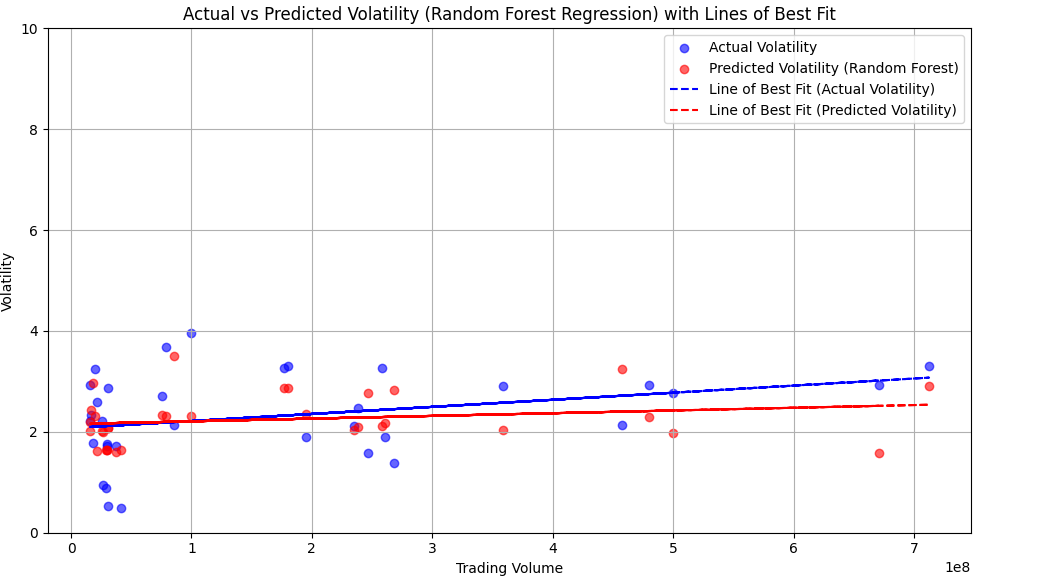 Actual vs Predicted Volatility (Random Forest Regression) with Lines of Best Fit
Actual Volatility
Predicted Volatility (Random Forest)
Line of Best Fit (Actual Volatility)
Line of Best Fit (Predicted Volatility)
Volatility
10
8
6
4
2
0
0 1 2 3 4 5 6 7
1e8
Trading Volume